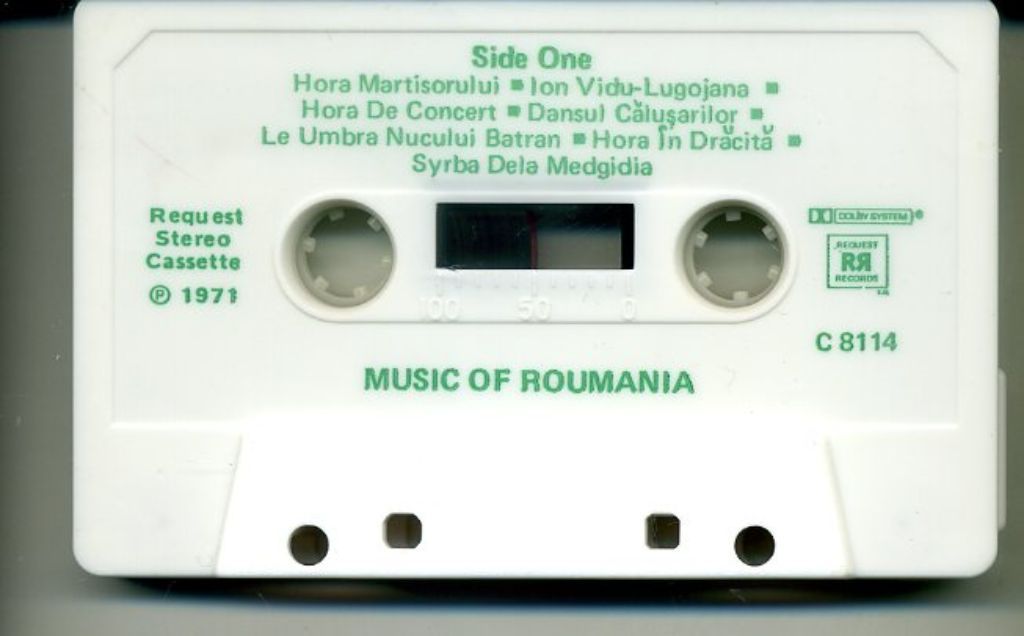 Side One
Hora Martisorului ■ Ion Vidu-Lugojana ■
Hora De Concert ■ Dansul Călușarilor ■
Le Umbra Nucului Batran ■ Hora În Drăcită ■
Syrba Dela Medgidia
Request
Stereo
Cassette
℗ 1971
DOLBY SYSTEM ®
REQUEST
RR
RECORDS
100 50 0
C 8114
MUSIC OF ROUMANIA